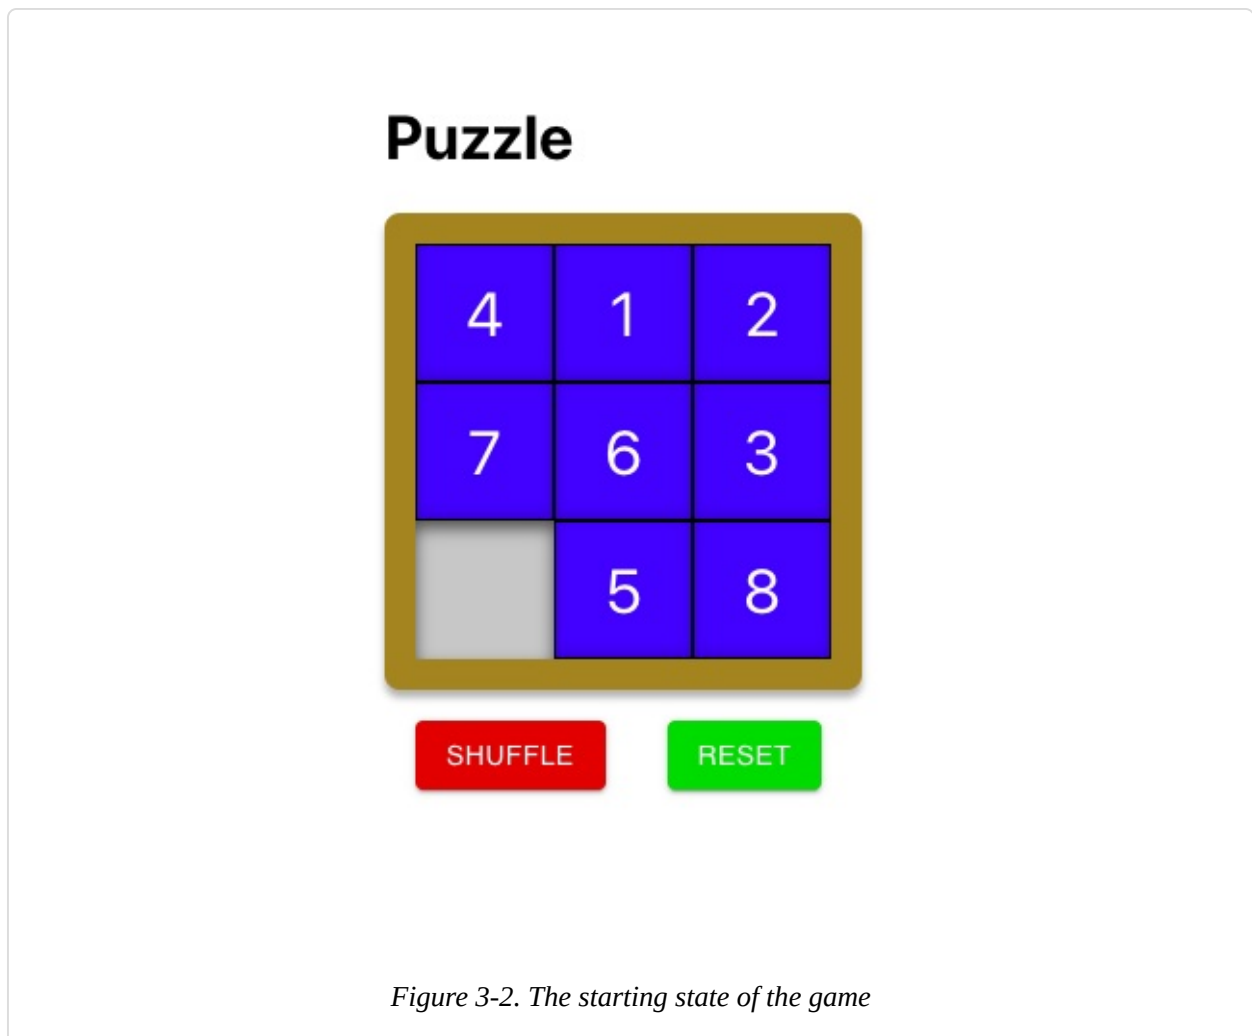 Puzzle
4 1 2
7 6 3
5 8
SHUFFLE RESET
Figure 3-2. The starting state of the game